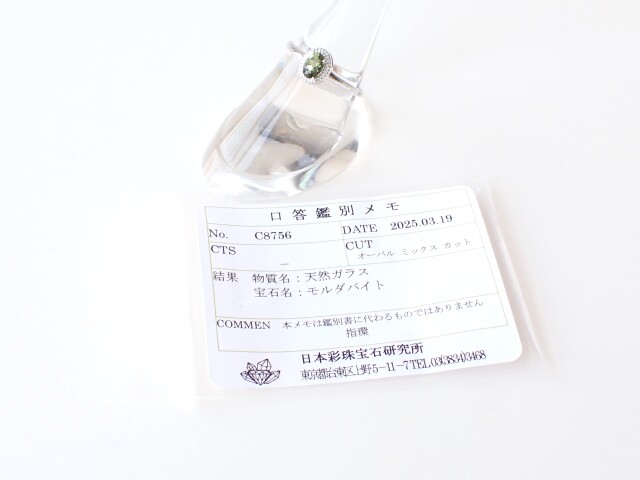 口答鑑別メモ
No. C8756 DATE 2025.03.19
CTS _ CUT オーバル ミックス カット
結果 物質名:天然ガラス
宝石名:モルダバイト
COMMEN 本メモは鑑別書に代わるものではありません
指環
日本彩珠宝石研究所
東京都台東区上野5-11-7TEL.03(3834)3468